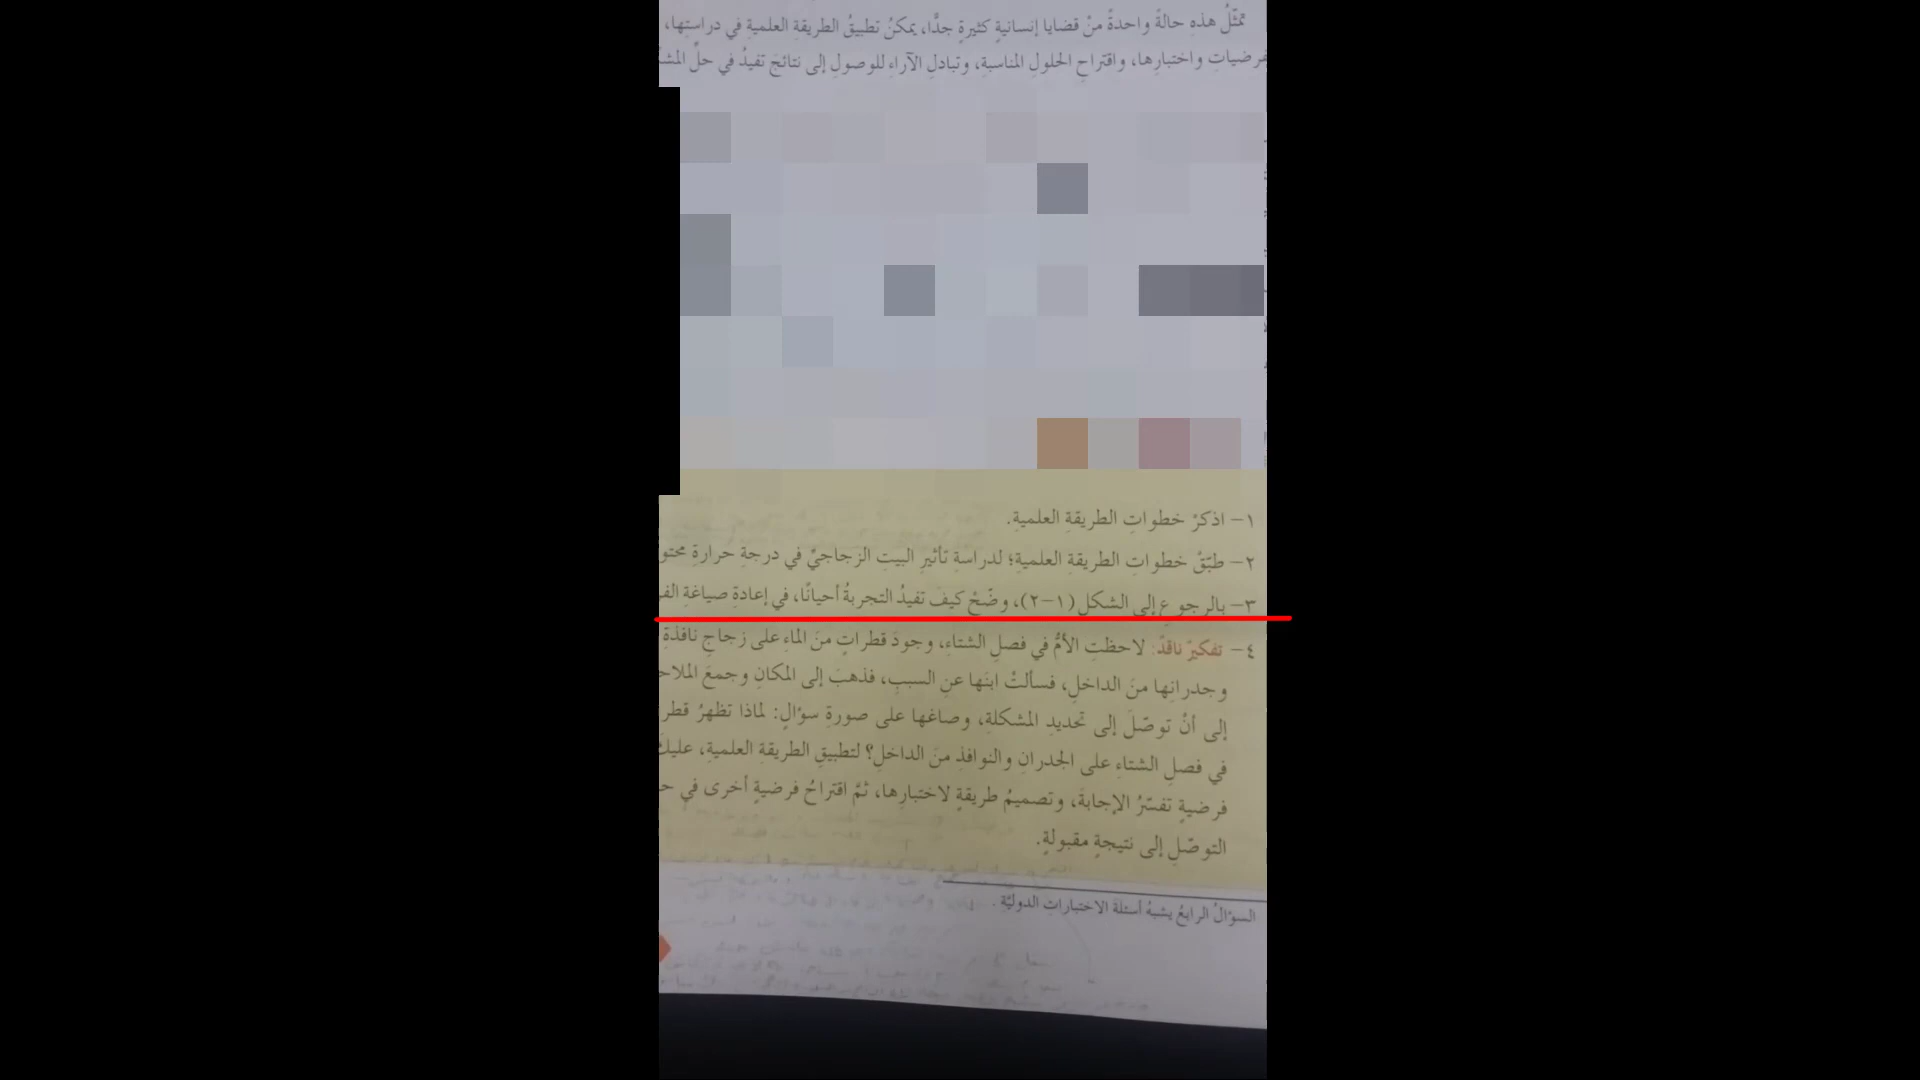 تمثّلُ هذهِ حالةً واحدةً منْ قضايا إنسانيةٍ كثيرةٍ جدًّا، يمكنُ تطبيقُ الطريقةِ العلميةِ في دراستِها،
واختبارِها، واقتراحِ الحلولِ المناسبةِ، وتبادلِ الآراءِ للوصولِ إلى نتائجَ تفيدُ في حلِّ
١- اذكرْ خطواتِ الطريقةِ العلميةِ.
٢- طبّقْ خطواتِ الطريقةِ العلميةِ؛ لدراسةِ تأثيرِ البيتِ الزجاجيِّ في درجةِ حرارةِ
٣- بالرجوعِ إلى الشكلِ (١-٢)، وضّحْ كيفَ تفيدُ التجربةُ أحيانًا، في إعادةِ صياغةِ
٤- تفكيرٌ ناقدٌ: لاحظتِ الأمُّ في فصلِ الشتاءِ، وجودَ قطراتٍ منَ الماءِ على زجاجِ نافذةِ
وجدرانِها منَ الداخلِ، فسألتْ ابنَها عنِ السببِ، فذهبَ إلى المكانِ وجمعَ
إلى أنْ توصّلَ إلى تحديدِ المشكلةِ، وصاغها على صورةِ سؤالٍ: لماذا تظهرُ
في فصلِ الشتاءِ على الجدرانِ والنوافذِ منَ الداخلِ؟ لتطبيقِ الطريقةِ العلميةِ، عليكَ
فرضيةٍ تفسّرُ الإجابةَ، وتصميمُ طريقةٍ لاختبارِها، ثمَّ اقتراحُ فرضيةٍ أخرى في
التوصّلِ إلى نتيجةٍ مقبولةٍ.
السؤالُ الرابعُ يشبهُ أسئلةَ الاختباراتِ الدوليّةِ.